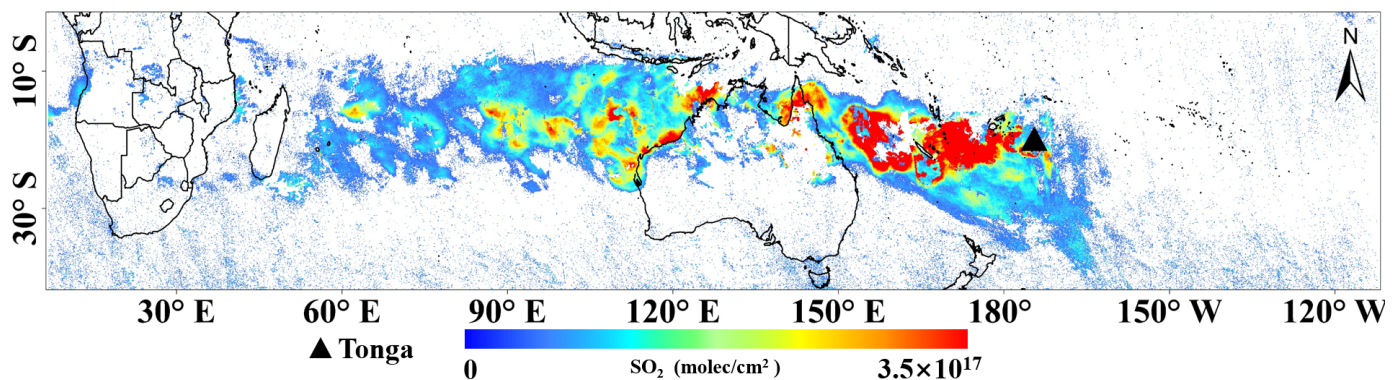 N
10° S
30° S
30° E 60° E 90° E 120° E 150° E 180° 150° W 120° W
Tonga
0 SO₂ (molec/cm²) 3.5×10¹⁷